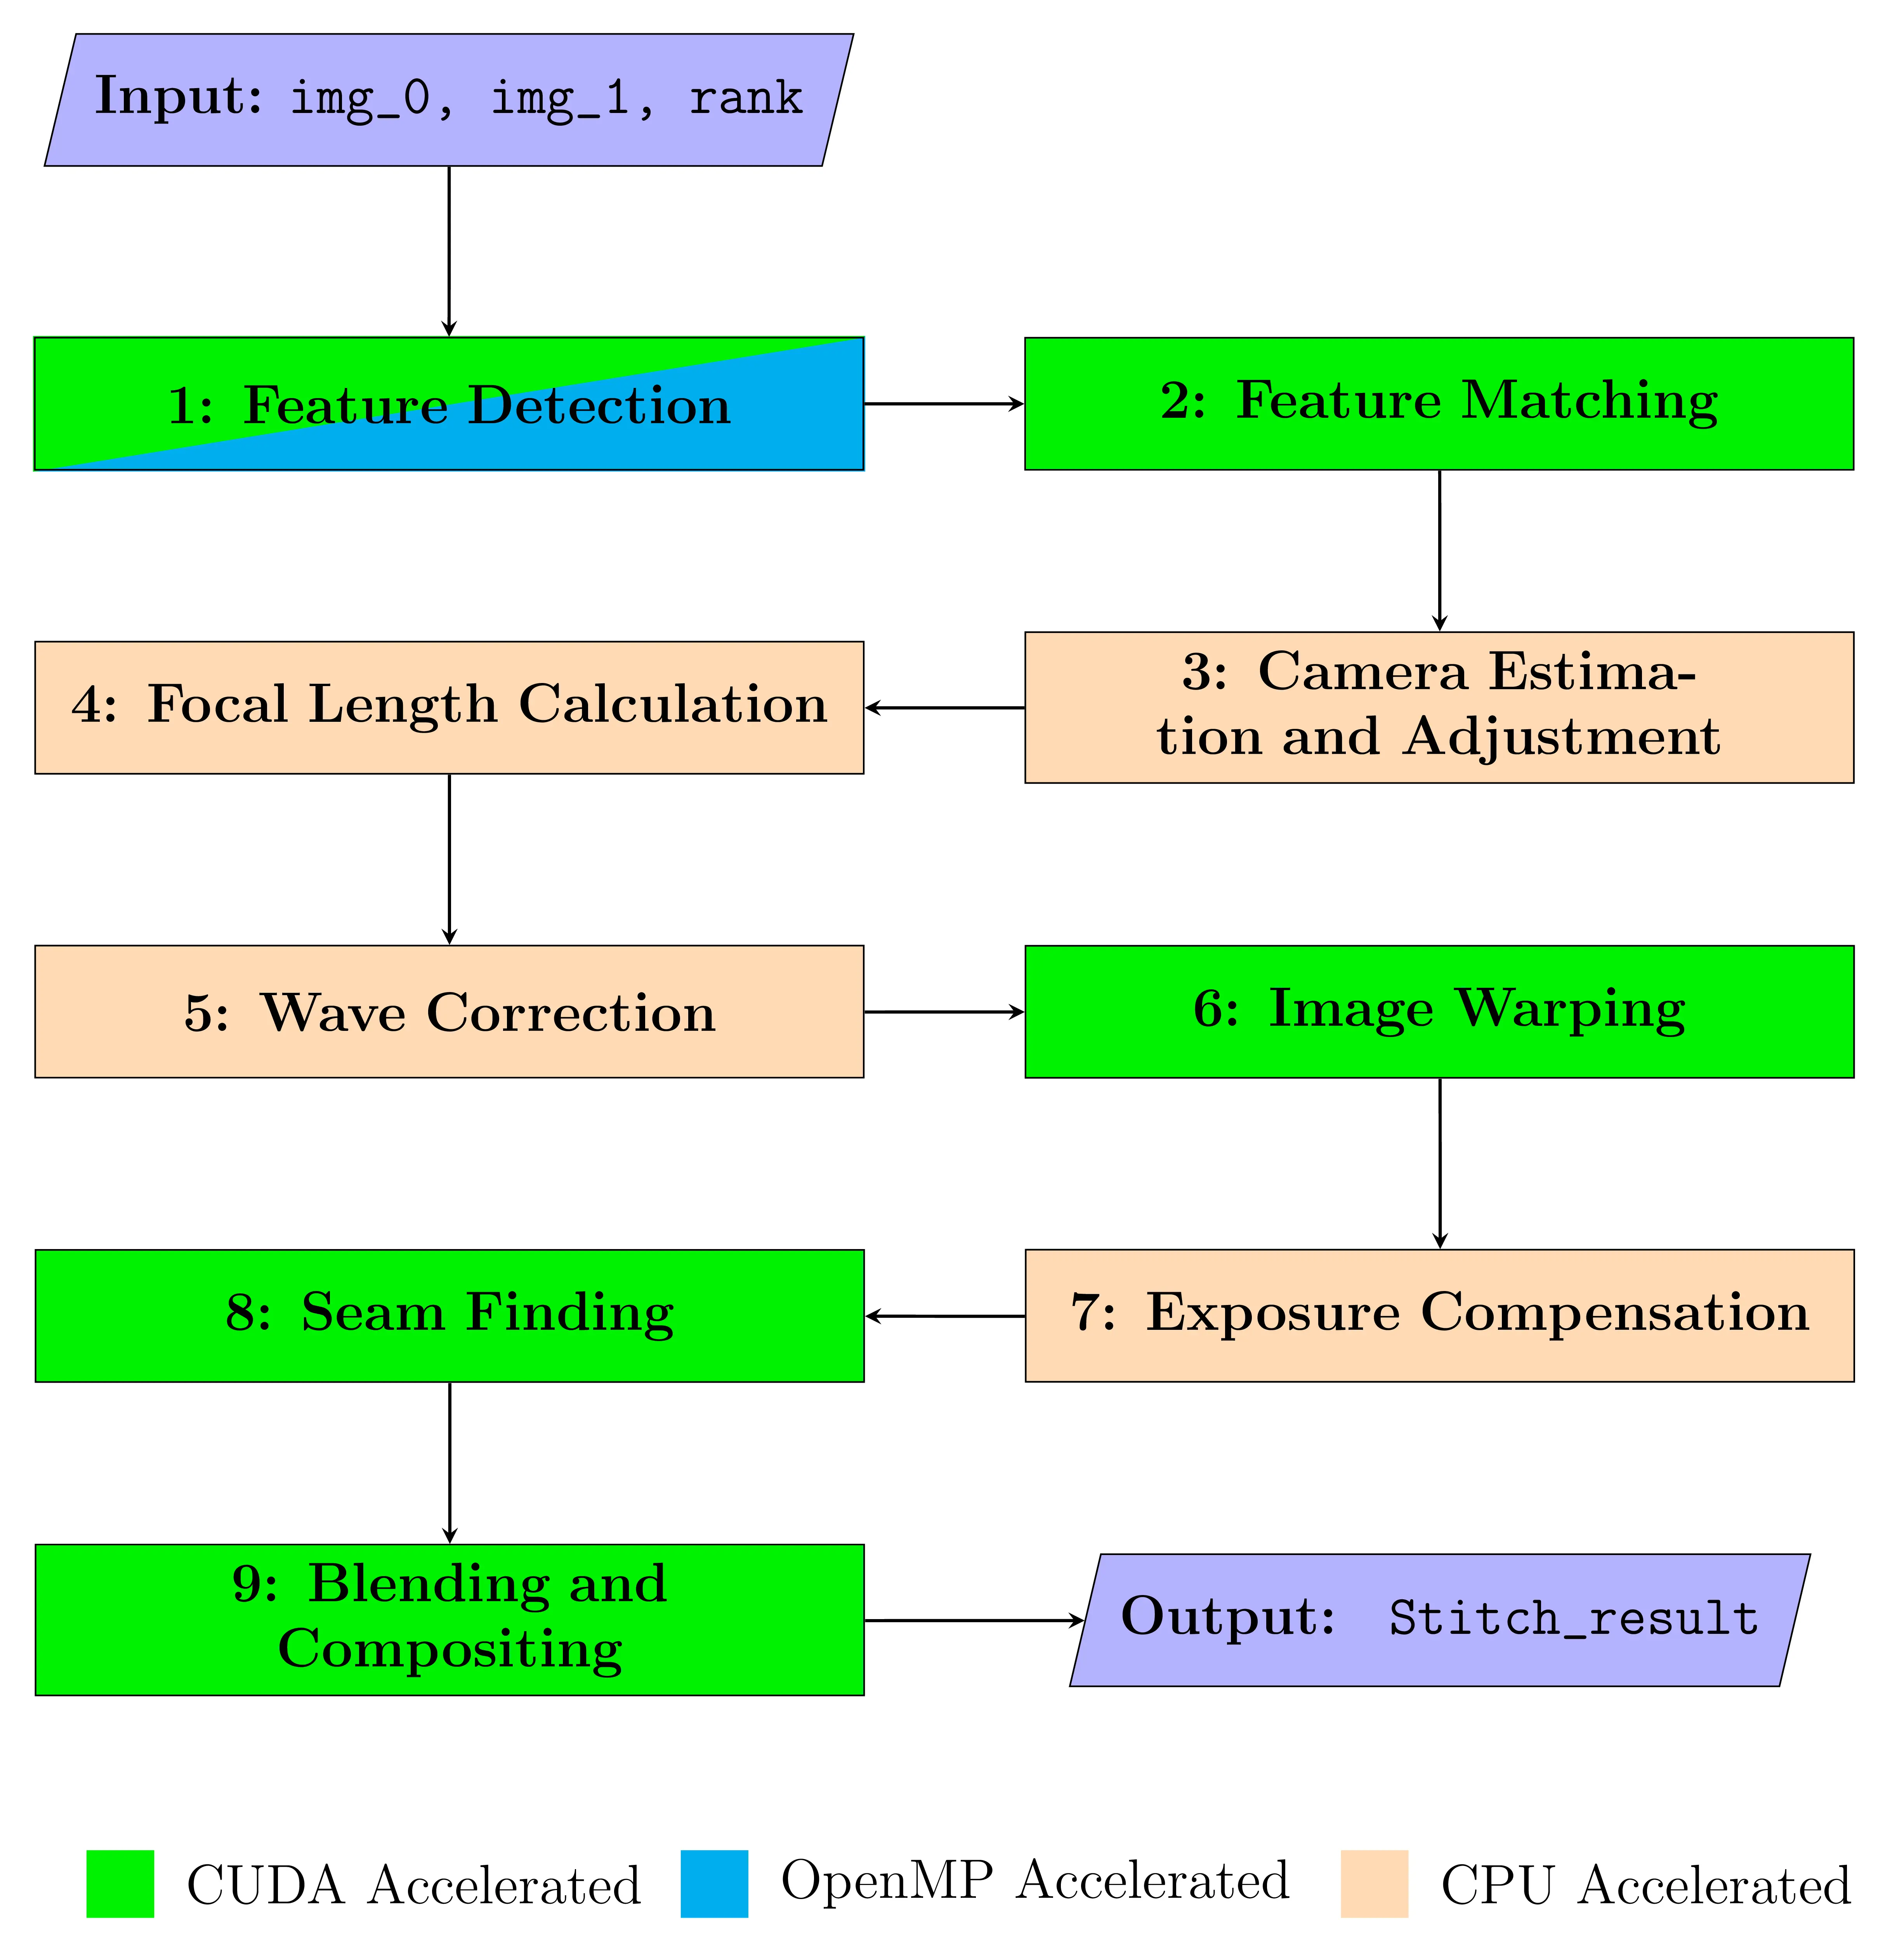 Input: img_0, img_1, rank
1: Feature Detection
2: Feature Matching
3: Camera Estima-
tion and Adjustment
4: Focal Length Calculation
5: Wave Correction
6: Image Warping
7: Exposure Compensation
8: Seam Finding
9: Blending and
Compositing
Output: Stitch_result
CUDA Accelerated
OpenMP Accelerated
CPU Accelerated